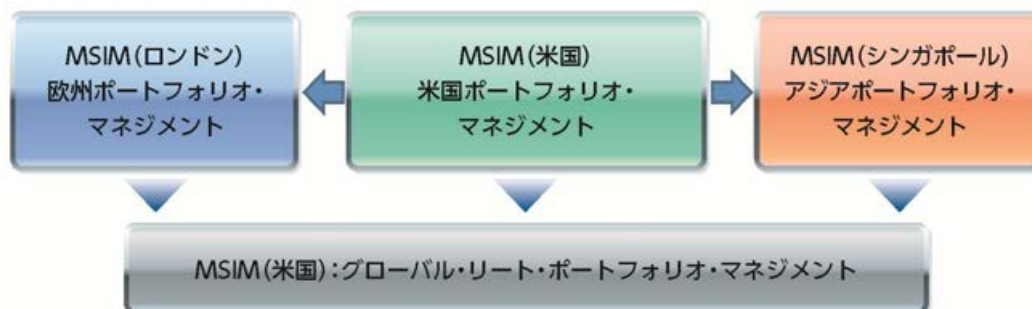 MSIM(ロンドン)
欧州ポートフォリオ・
マネジメント
MSIM(米国)
米国ポートフォリオ・
マネジメント
MSIM(シンガポール)
アジアポートフォリオ・
マネジメント
MSIM(米国):グローバル・リート・ポートフォリオ・マネジメント